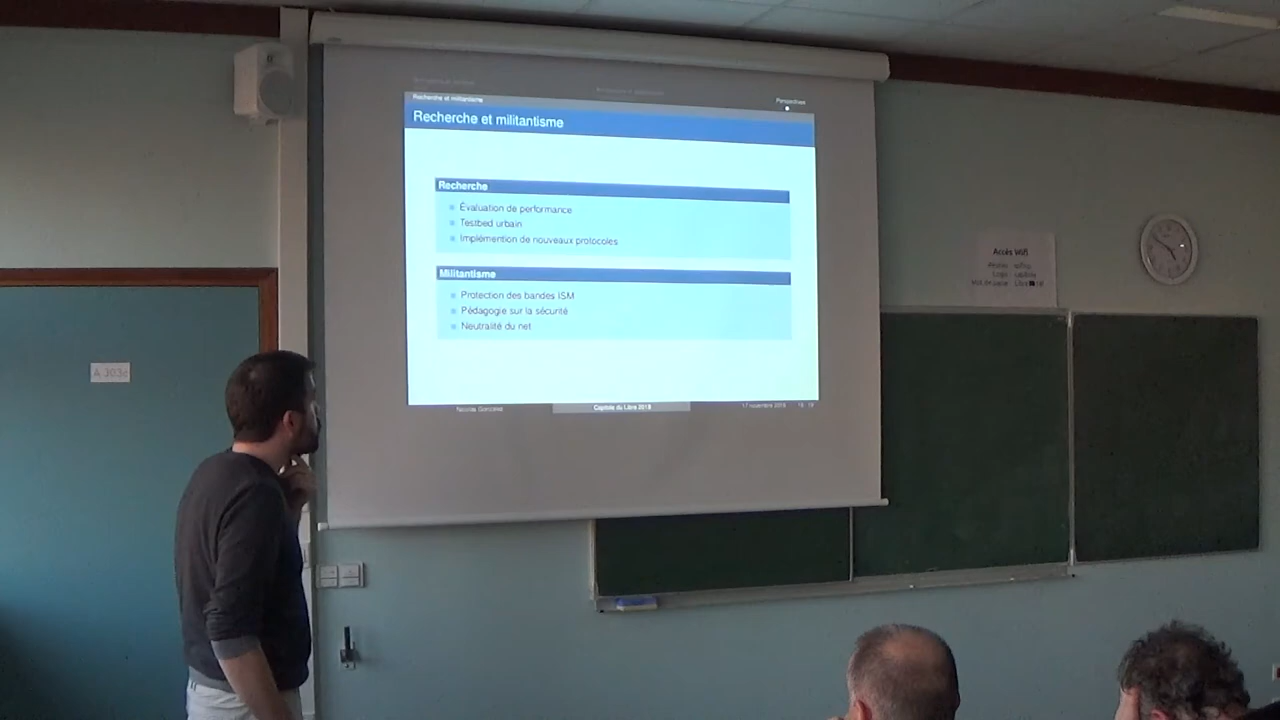 Recherche et militantisme
Perspectives
Recherche et militantisme
Recherche
Évaluation de performance
Testbed urbain
Implémention de nouveaux protocoles
Militantisme
Protection des bandes ISM
Pédagogie sur la sécurité
Neutralité du net
Capitole du Libre 2018
17 novembre 2018
Accès Wifi